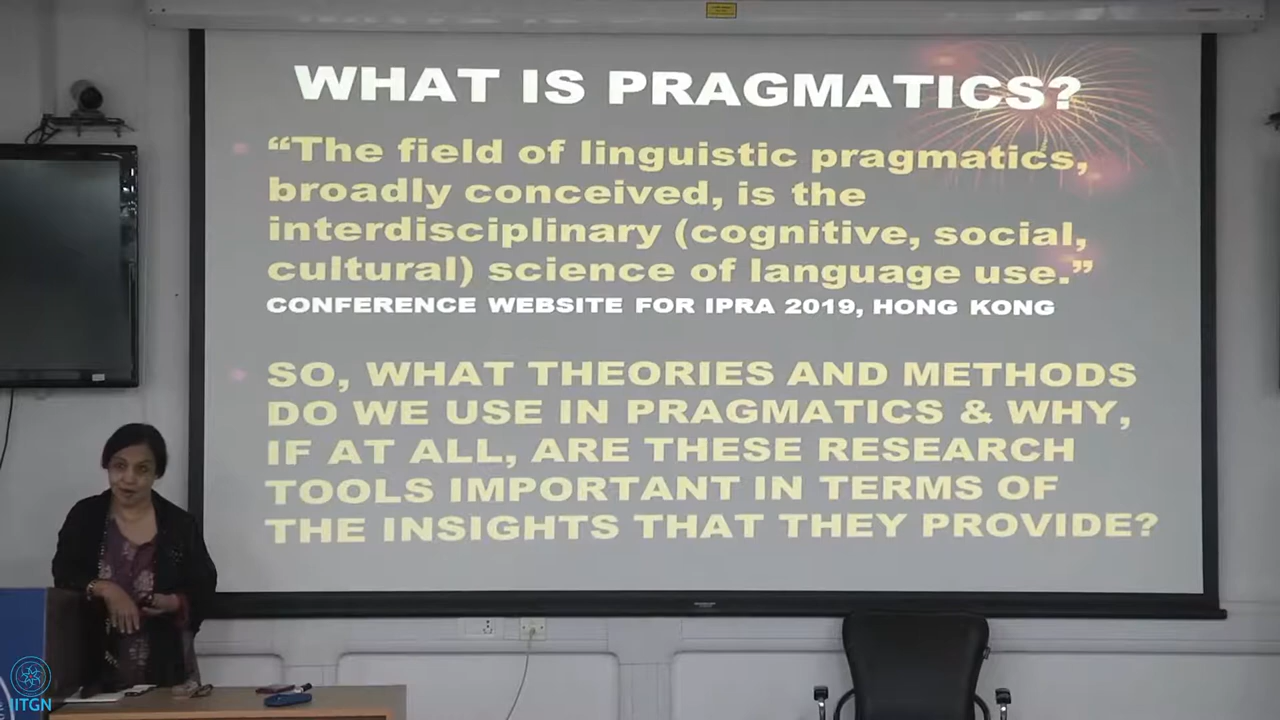 WHAT IS PRAGMATICS?
“The field of linguistic pragmatics,
broadly conceived, is the
interdisciplinary (cognitive, social,
cultural) science of language use.”
CONFERENCE WEBSITE FOR IPRA 2019, HONG KONG
SO, WHAT THEORIES AND METHODS
DO WE USE IN PRAGMATICS & WHY,
IF AT ALL, ARE THESE RESEARCH
TOOLS IMPORTANT IN TERMS OF
THE INSIGHTS THAT THEY PROVIDE?
IITGN